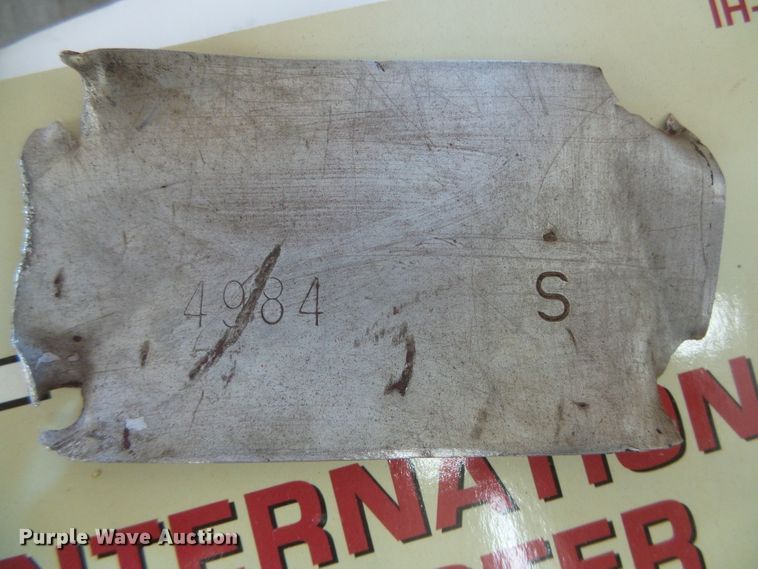 IH-
4984 S
INTERNATION
Purple Wave Auction